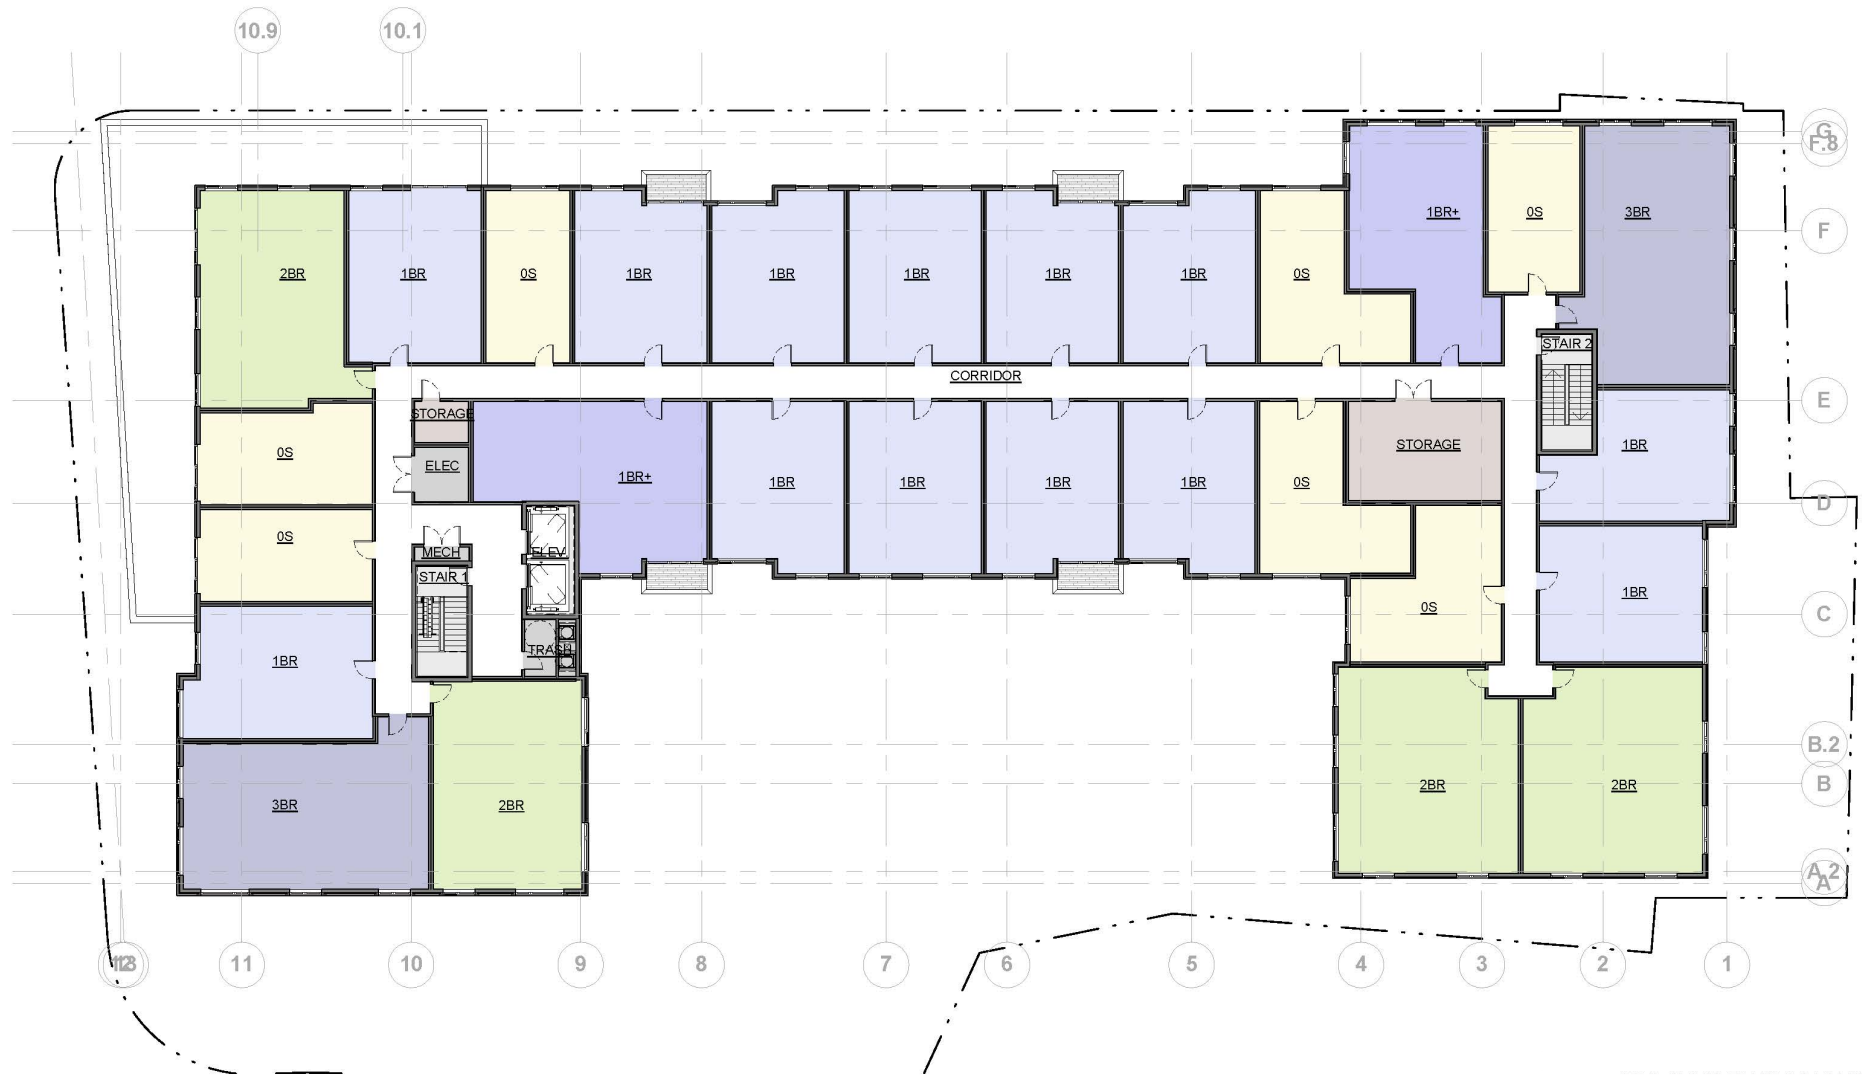 10.9
10.1
G
F.8
1BR+
0S
3BR
F
2BR
1BR
0S
1BR
1BR
1BR
1BR
1BR
0S
STAIR 2
CORRIDOR
E
STORAGE
STORAGE
1BR
0S
ELEC
1BR+
1BR
1BR
1BR
1BR
0S
D
0S
MECH
ELEV
STAIR 1
1BR
0S
C
TRASH
1BR
B.2
B
3BR
2BR
2BR
2BR
A.2
A
11
10
9
8
7
6
5
4
3
2
1